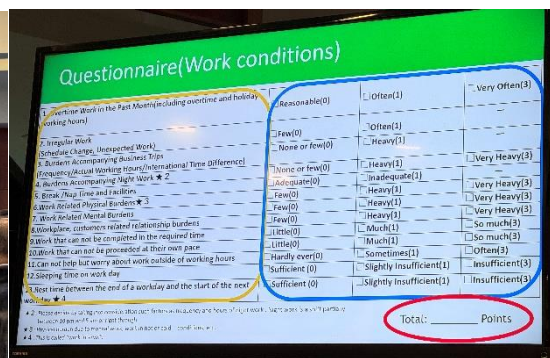 Questionnaire(Work conditions)
1. Overtime Work in the Past Month(including overtime and holiday working hours) Reasonable(0) Often(1) Very Often(3)
2. Irregular Work Few(0) Often(1)
(Schedule Change, Unexpected Work) None or few(0) Heavy(1)
3. Burdens Accompanying Business Trips
(Frequency/Actual Working Hours/International Time Difference) None or few(0) Heavy(1) Very Heavy(3)
4. Burdens Accompanying Night Work ★ 2 Adequate(0) Inadequate(1)
5. Break /Nap Time and Facilities Few(0) Heavy(1) Very Heavy(3)
6.Work Related Physical Burdens★ 3 Few(0) Heavy(1) Very Heavy(3)
7. Work Related Mental Burdens Few(0) Heavy(1) Very Heavy(3)
8.Workplace, customers related relationship burdens Little(0) Much(1) So much(3)
9.Work that can not be completed in the required time Little(0) Much(1) So much(3)
10.Work that can not be proceeded at their own pace Hardly ever(0) Sometimes(1) Often(3)
11.Can not help but worry about work outside of working hours Sufficient (0) Slightly Insufficient(1) Insufficient(3)
12.Sleeping time on work day Sufficient (0) Slightly Insufficient(1) Insufficient(3)
13.Rest time between the end of a workday and the start of the next workday ★ 4
Total: ______ Points